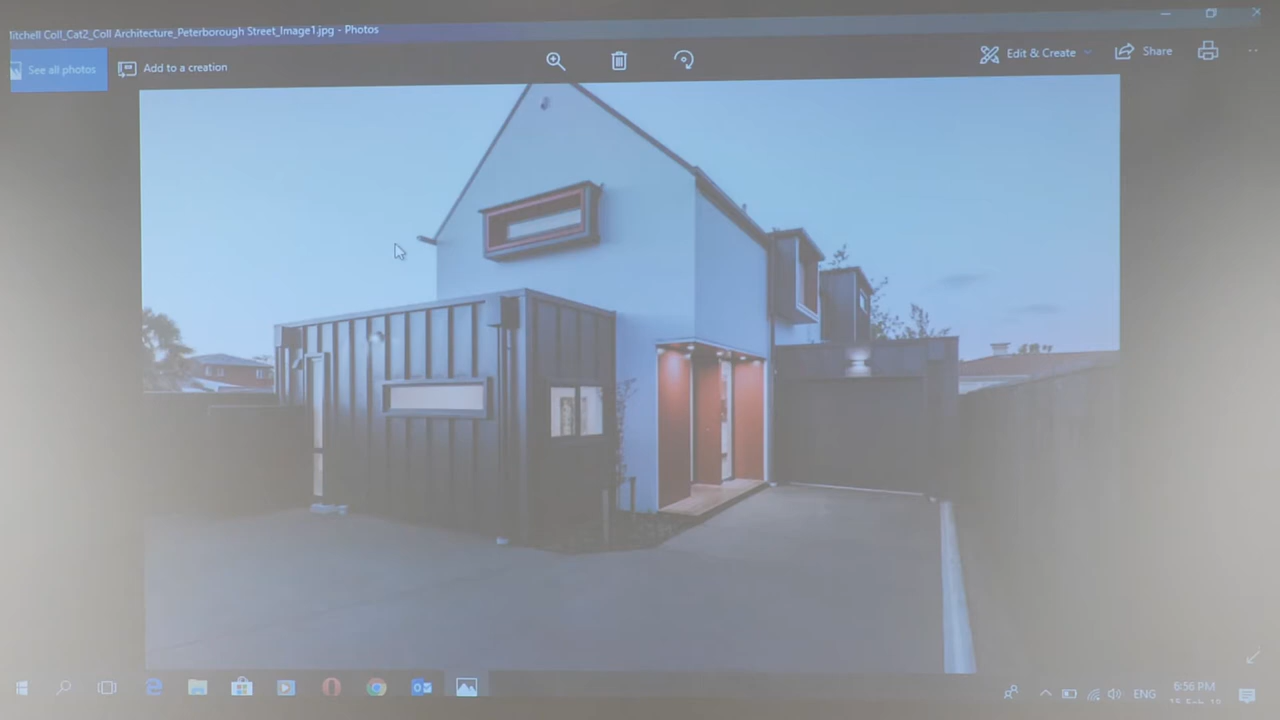 itchell Coll_Cat2_Coll Architecture_Peterborough Street_Image1.jpg - Photos
See all photos
Add to a creation
Edit & Create
Share
ENG
6:56 PM